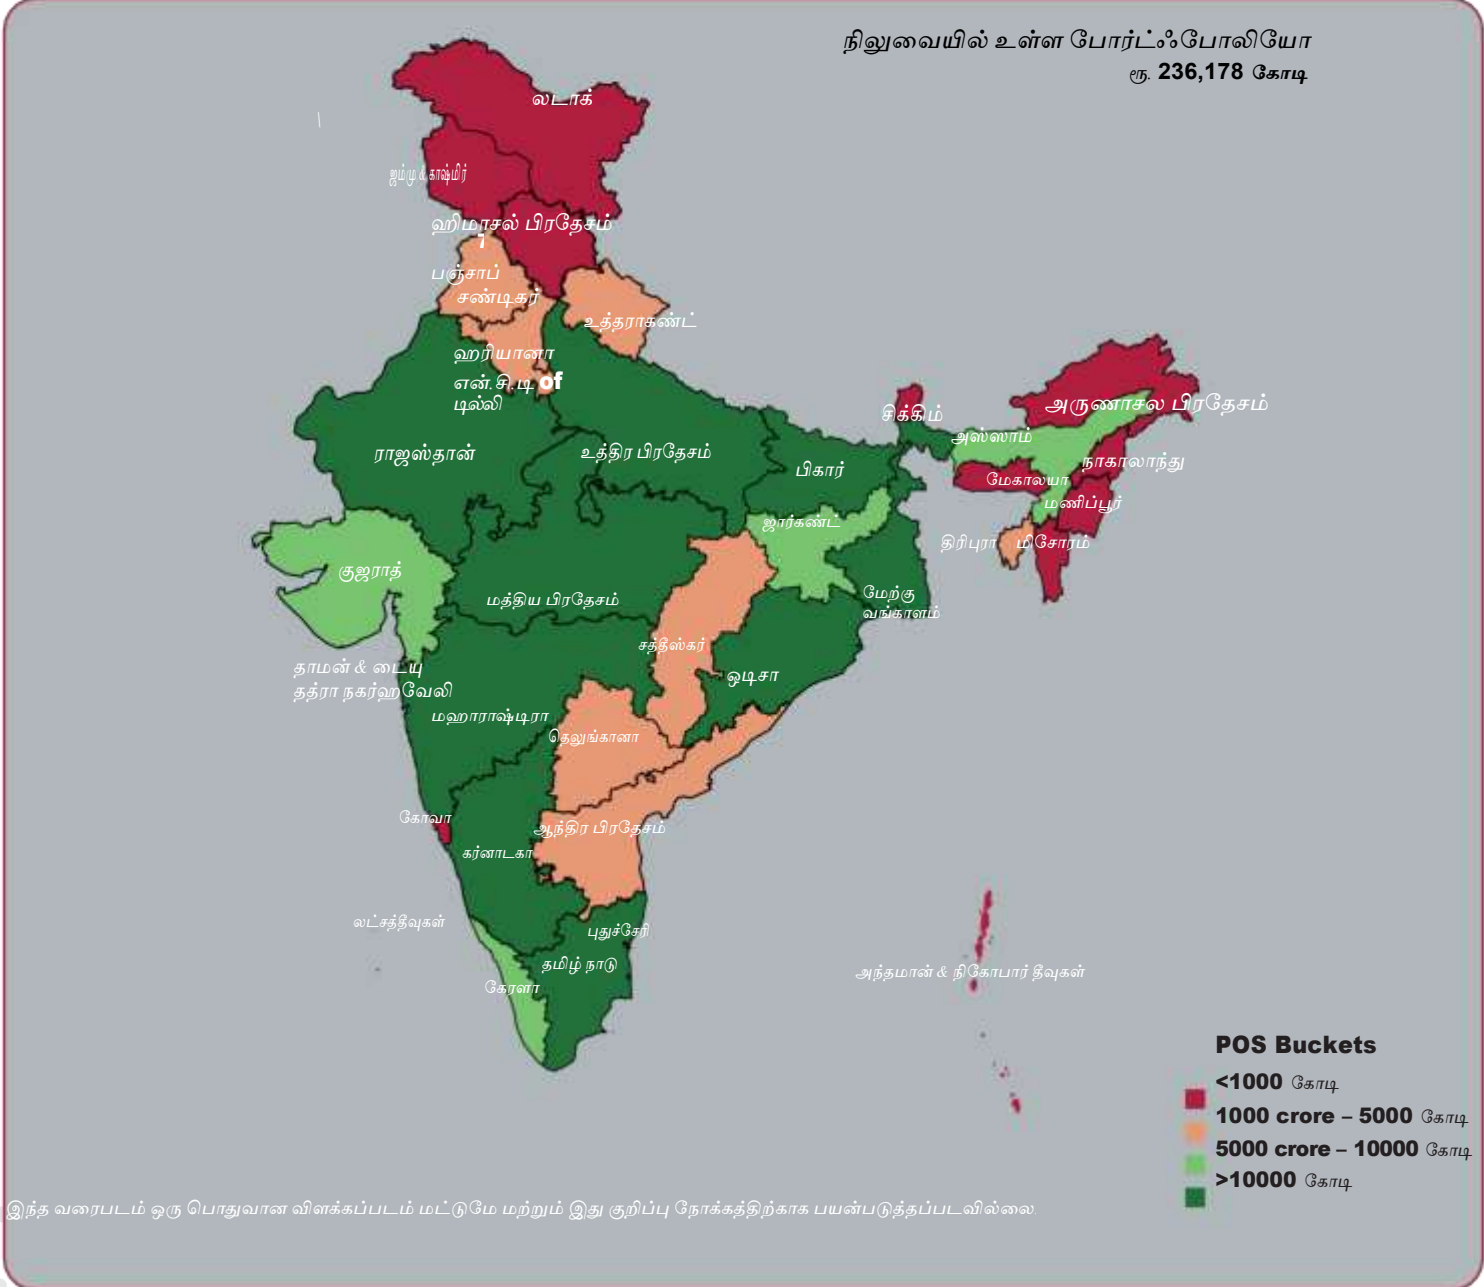 நிலுவையில் உள்ள போர்ட்ஃபோலியோ
ரூ. 236,178 கோடி
லடாக்
ஜம்மு & காஷ்மிர்
ஹிமாசல் பிரதேசம்
பஞ்சாப்
சண்டிகர்
உத்தராகண்ட்
ஹரியானா
என்.சி.டி of
டில்லி
அருணாசல பிரதேசம்
சிக்கிம்
அஸ்ஸாம்
ராஜஸ்தான்
உத்திர பிரதேசம்
பிகார்
நாகாலாந்து
மேகாலயா
மணிப்பூர்
ஜார்கண்ட்
திரிபுரா
மிசோரம்
குஜராத்
மத்திய பிரதேசம்
மேற்கு
வங்காளம்
சத்தீஸ்கர்
தாமன் & டையு
தத்ரா நகர்ஹவேலி
ஒடிசா
மஹாராஷ்டிரா
தெலுங்கானா
கோவா
ஆந்திர பிரதேசம்
கர்னாடகா
லட்சத்தீவுகள்
புதுச்சேரி
தமிழ் நாடு
கேரளா
அந்தமான் & நிகோபார் தீவுகள்
POS Buckets
<1000 கோடி
1000 crore – 5000 கோடி
5000 crore – 10000 கோடி
>10000 கோடி
இந்த வரைபடம் ஒரு பொதுவான விளக்கப்படம் மட்டுமே மற்றும் இது குறிப்பு நோக்கத்திற்காக பயன்படுத்தப்படவில்லை.